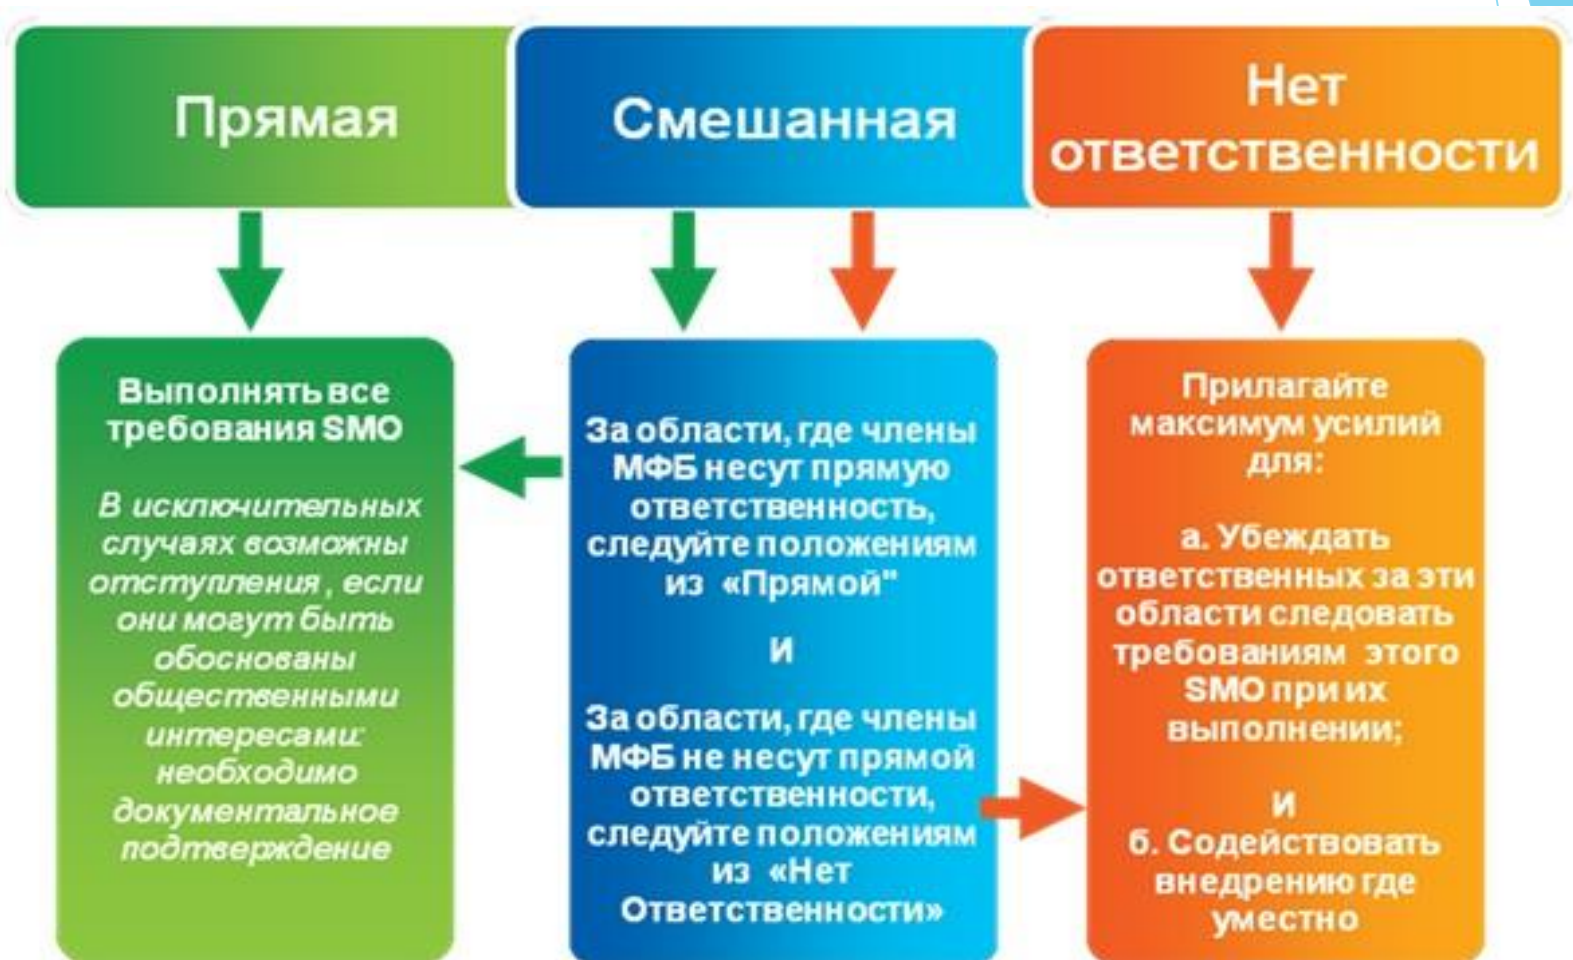 Прямая
Смешанная
Нет
ответственности
Выполнять все
требования SMO
В исключительных
случаях возможны
отступления , если
они могут быть
обоснованы
общественными
интересами:
необходимо
документальное
подтверждение
За области, где члены
МФБ несут прямую
ответственность,
следуйте положениям
из «Прямой"
И
За области, где члены
МФБ не несут прямой
ответственности,
следуйте положениям
из «Нет
Ответственности»
Прилагайте
максимум усилий
для:
а. Убеждать
ответственных за эти
области следовать
требованиям этого
SMO при их
выполнении;
И
б. Содействовать
внедрению где
уместно